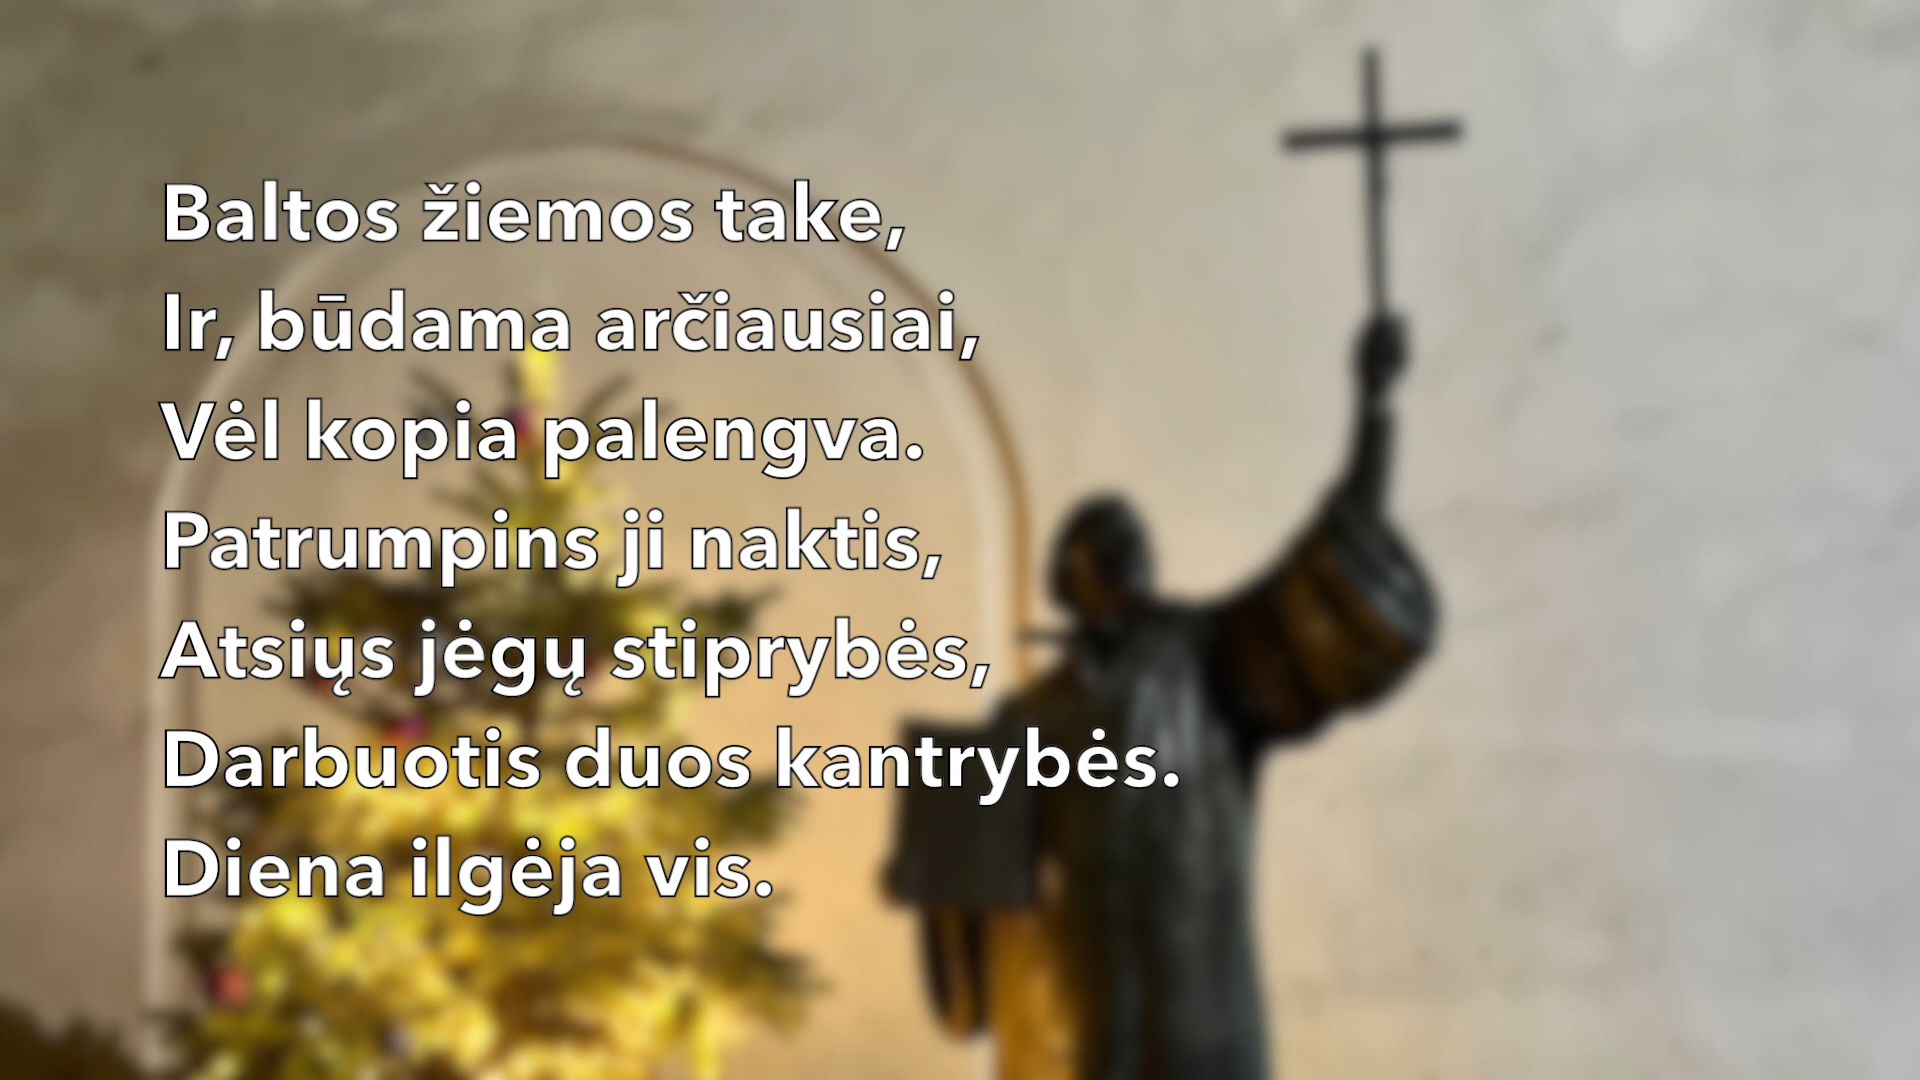 Baltos žiemos take,
Ir, būdama arčiausiai,
Vėl kopia palengva.
Patrumpins ji naktis,
Atsiųs jėgų stiprybės,
Darbuotis duos kantrybės.
Diena ilgėja vis.